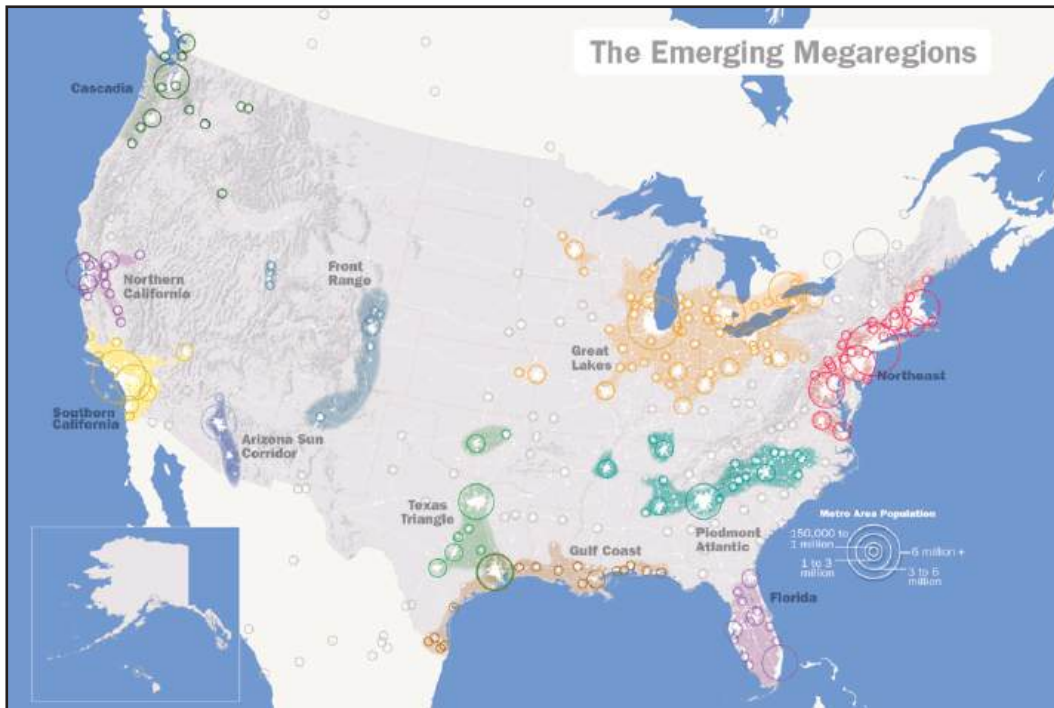 The Emerging Megaregions
Cascadia
Northern
California
Front
Range
Great
Lakes
Northeast
Southern
California
Arizona Sun
Corridor
Texas
Triangle
Gulf Coast
Piedmont
Atlantic
Florida
Metro Area Population
150,000 to
1 million
1 to 3
million
6 million +
3 to 6
million